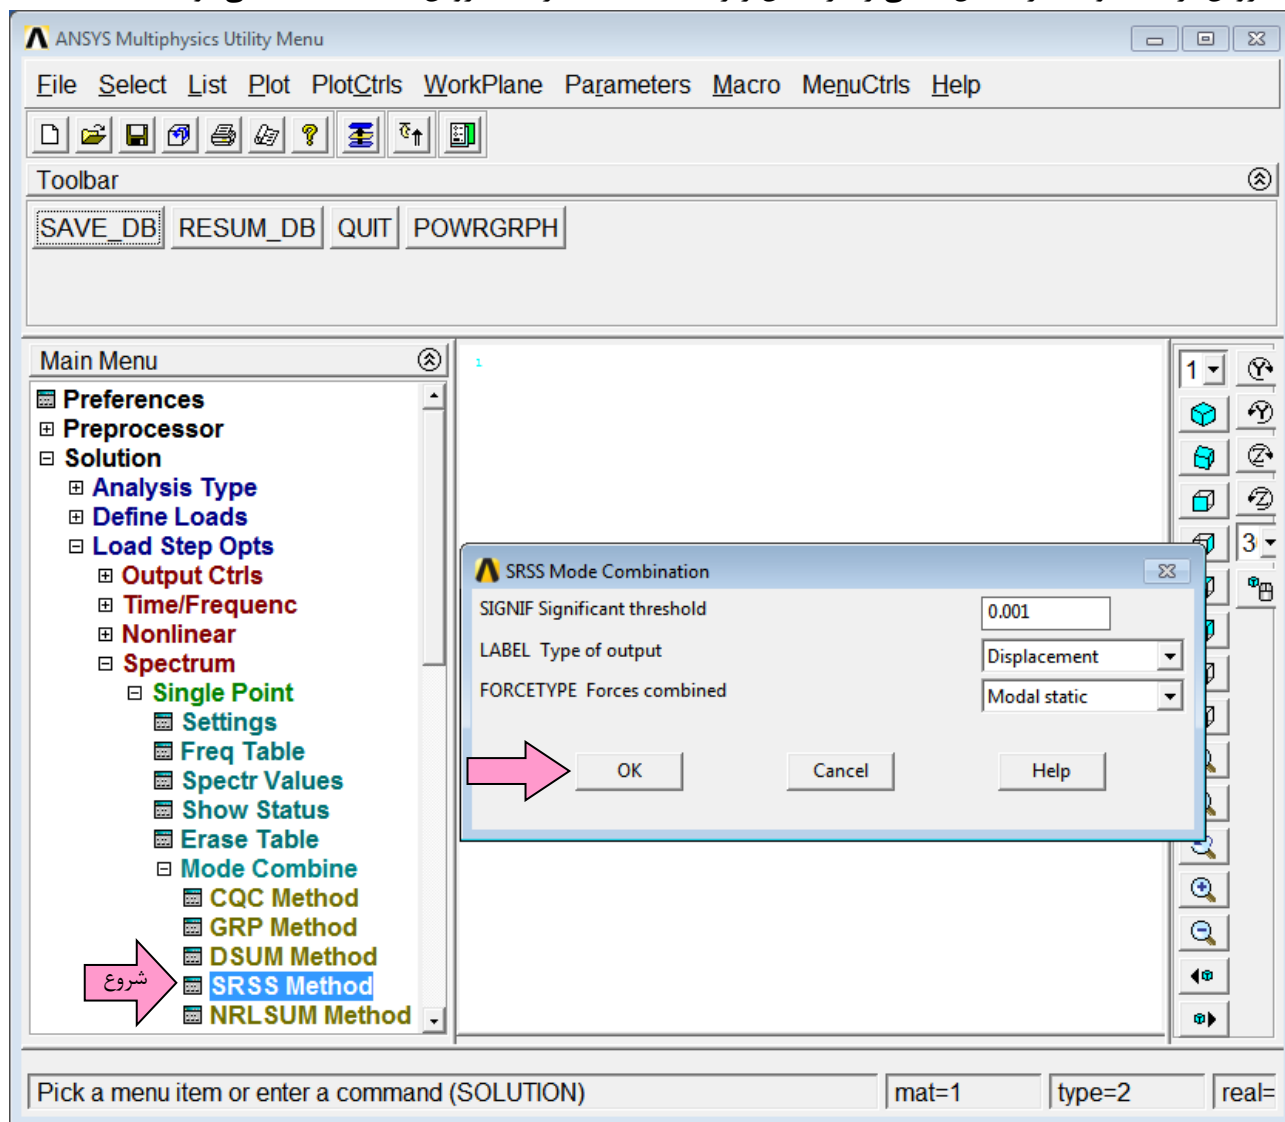 ANSYS Multiphysics Utility Menu
File Select List Plot PlotCtrls WorkPlane Parameters Macro MenuCtrls Help
Toolbar
SAVE_DB RESUM_DB QUIT POWRGRPH
Main Menu
1
1
Preferences
Preprocessor
Solution
Analysis Type
Define Loads
Load Step Opts
3
Output Ctrls
Time/Frequenc
Nonlinear
Spectrum
Single Point
Settings
Freq Table
Spectr Values
Show Status
Erase Table
Mode Combine
CQC Method
GRP Method
DSUM Method
شروع
SRSS Method
NRLSUM Method
SRSS Mode Combination
SIGNIF Significant threshold 0.001
LABEL Type of output Displacement
FORCETYPE Forces combined Modal static
OK Cancel Help
Pick a menu item or enter a command (SOLUTION) mat=1 type=2 real=